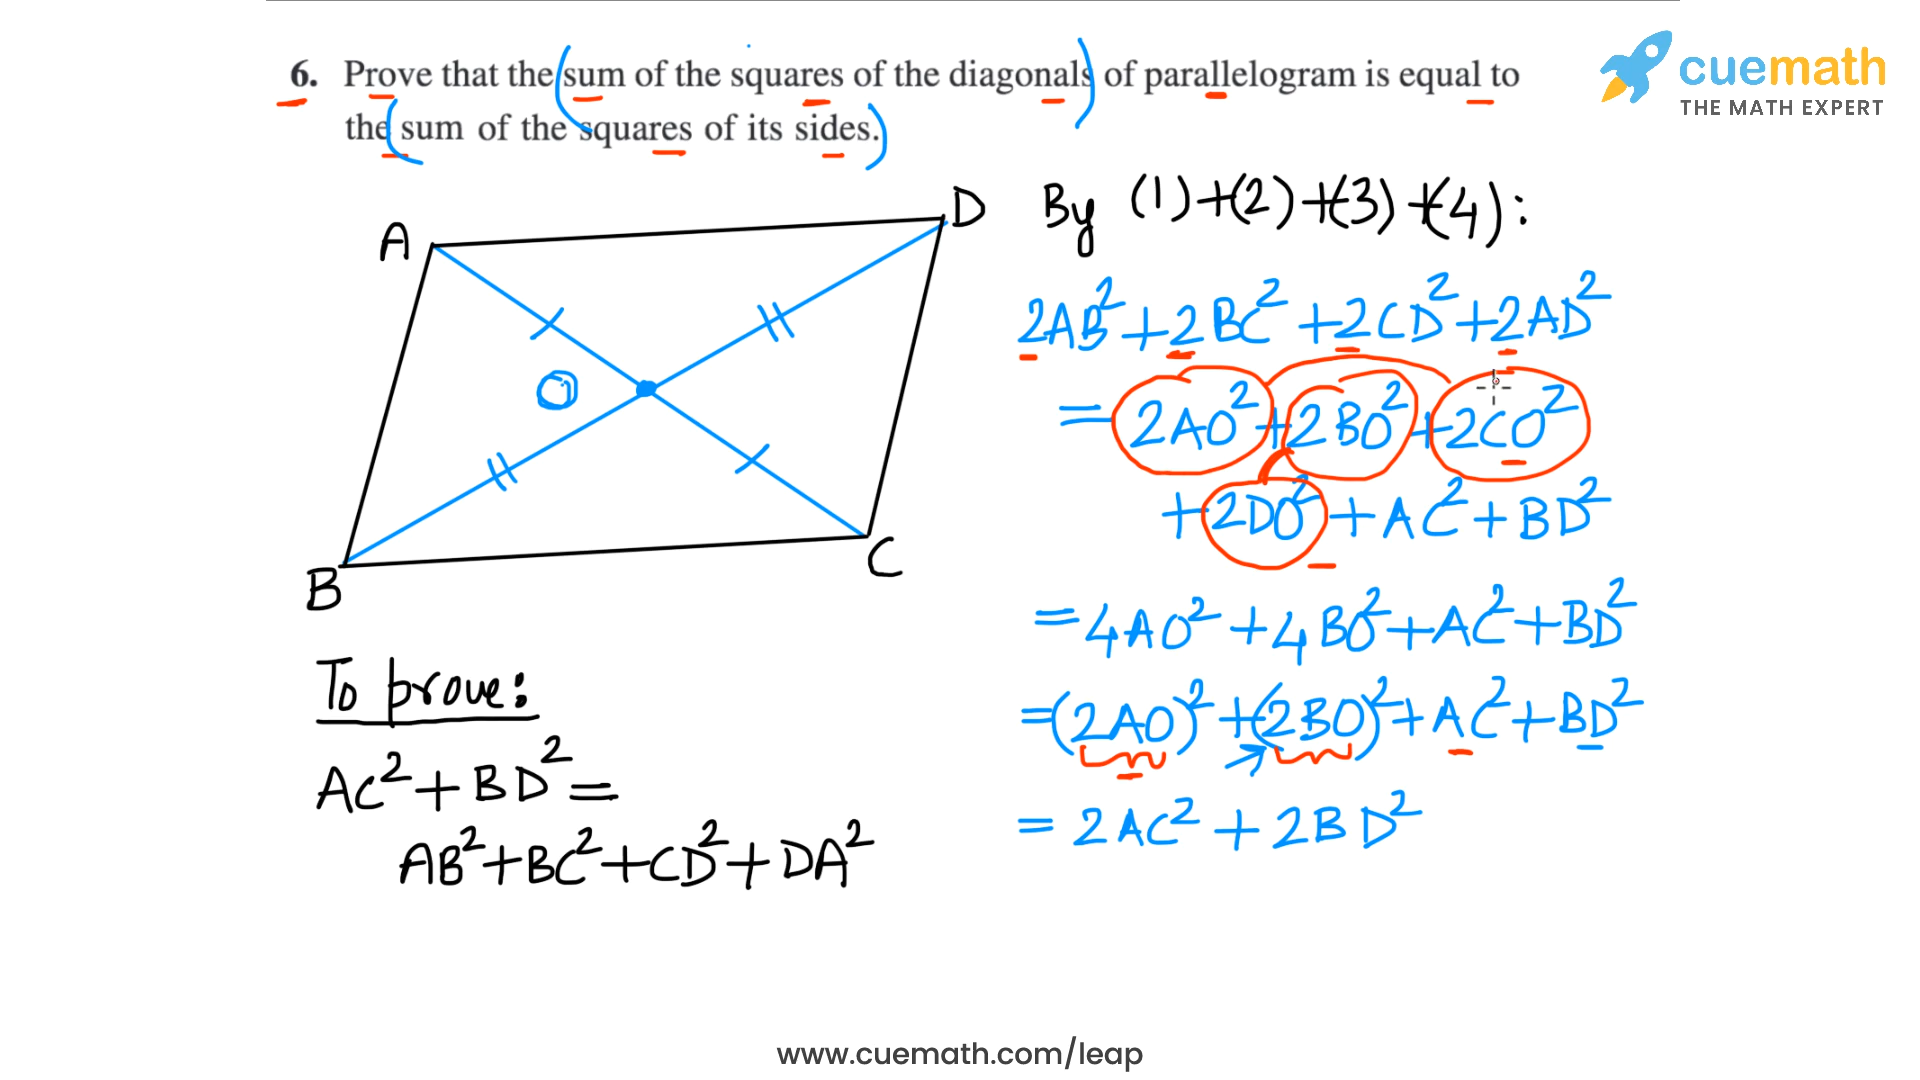 6. Prove that the sum of the squares of the diagonals of parallelogram is equal to
the sum of the squares of its sides.
cuemath
THE MATH EXPERT
A
D
O
B
C
To prove:
AC² + BD² =
AB² + BC² + CD² + DA²
By (1)+(2)+(3)+(4):
2AB² + 2BC² + 2CD² + 2AD²
= 2AO² + 2BO² + 2CO²
+ 2DO² + AC² + BD²
= 4AO² + 4BO² + AC² + BD²
= (2AO)² + (2BO)² + AC² + BD²
= 2AC² + 2BD²
www.cuemath.com/leap